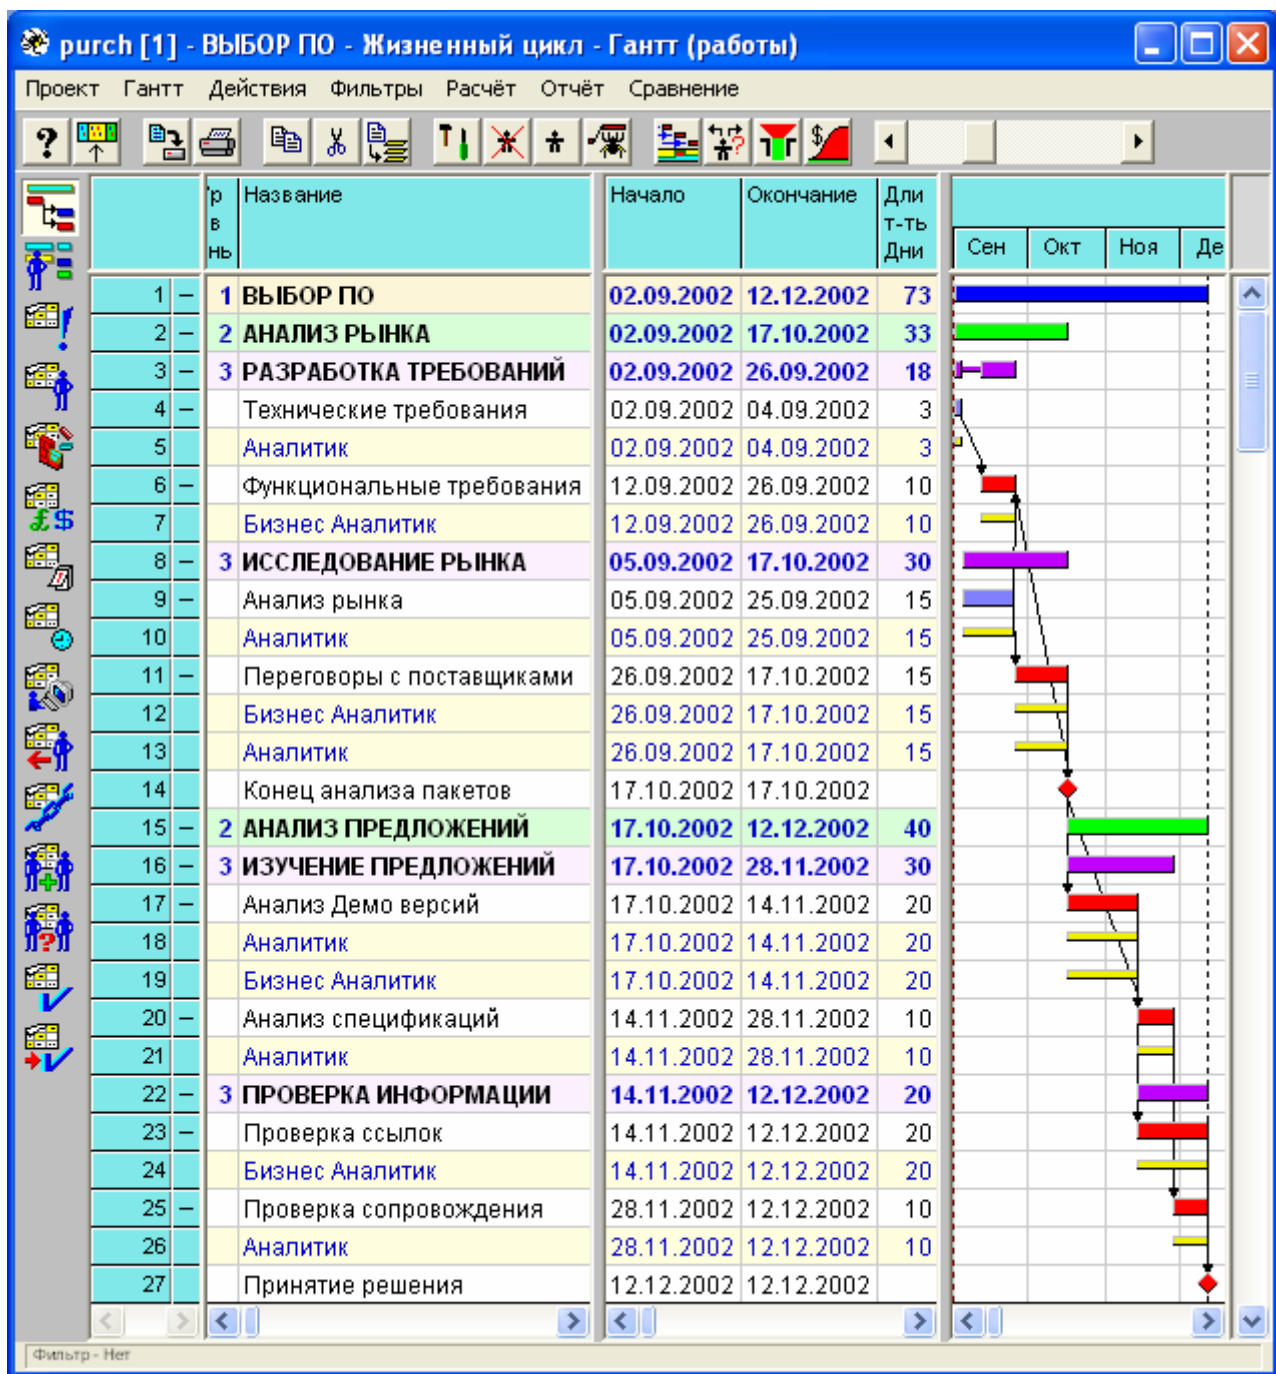 purch [1] - ВЫБОР ПО - Жизненный цикл - Гантт (работы)
Проект Гантт Действия Фильтры Расчёт Отчёт Сравнение
'р в нь Название Начало Окончание Дли т-ть Дни
Сен Окт Ноя Де
1 – 1 ВЫБОР ПО 02.09.2002 12.12.2002 73
2 – 2 АНАЛИЗ РЫНКА 02.09.2002 17.10.2002 33
3 – 3 РАЗРАБОТКА ТРЕБОВАНИЙ 02.09.2002 26.09.2002 18
4 – Технические требования 02.09.2002 04.09.2002 3
5 Аналитик 02.09.2002 04.09.2002 3
6 – Функциональные требования 12.09.2002 26.09.2002 10
7 Бизнес Аналитик 12.09.2002 26.09.2002 10
8 – 3 ИССЛЕДОВАНИЕ РЫНКА 05.09.2002 17.10.2002 30
9 – Анализ рынка 05.09.2002 25.09.2002 15
10 Аналитик 05.09.2002 25.09.2002 15
11 – Переговоры с поставщиками 26.09.2002 17.10.2002 15
12 Бизнес Аналитик 26.09.2002 17.10.2002 15
13 Аналитик 26.09.2002 17.10.2002 15
14 Конец анализа пакетов 17.10.2002 17.10.2002
15 – 2 АНАЛИЗ ПРЕДЛОЖЕНИЙ 17.10.2002 12.12.2002 40
16 – 3 ИЗУЧЕНИЕ ПРЕДЛОЖЕНИЙ 17.10.2002 28.11.2002 30
17 – Анализ Демо версий 17.10.2002 14.11.2002 20
18 Аналитик 17.10.2002 14.11.2002 20
19 Бизнес Аналитик 17.10.2002 14.11.2002 20
20 – Анализ спецификаций 14.11.2002 28.11.2002 10
21 Аналитик 14.11.2002 28.11.2002 10
22 – 3 ПРОВЕРКА ИНФОРМАЦИИ 14.11.2002 12.12.2002 20
23 – Проверка ссылок 14.11.2002 12.12.2002 20
24 Бизнес Аналитик 14.11.2002 12.12.2002 20
25 – Проверка сопровождения 28.11.2002 12.12.2002 10
26 Аналитик 28.11.2002 12.12.2002 10
27 Принятие решения 12.12.2002 12.12.2002
Фильтр - Нет